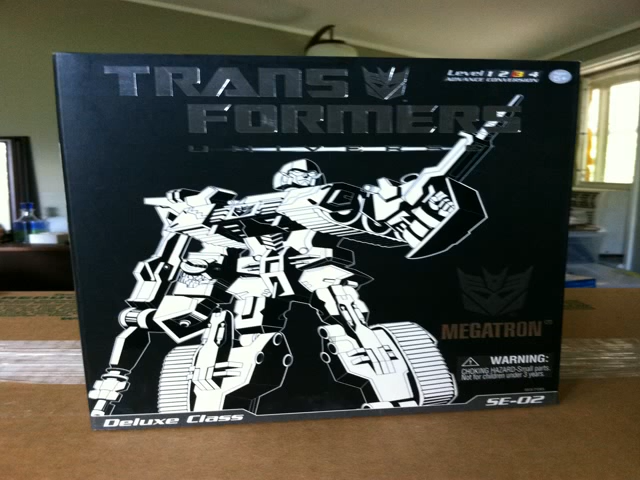 TRANS
FORMERS
UNIVERSE
Level 1 2 3 4
ADVANCE CONVERSION
MEGATRON
WARNING:
CHOKING HAZARD-Small parts.
Not for children under 3 years.
Deluxe Class
SE-02